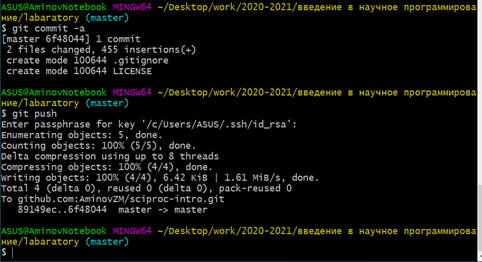 ASUS@AminovNotebook MINGW64 ~/Desktop/work/2020-2021/введение в научное программирова
ние/labaratory (master)
$ git commit -a
[master 6f48044] 1 commit
2 files changed, 455 insertions(+)
create mode 100644 .gitignore
create mode 100644 LICENSE
ASUS@AminovNotebook MINGW64 ~/Desktop/work/2020-2021/введение в научное программирова
ние/labaratory (master)
$ git push
Enter passphrase for key '/c/Users/ASUS/.ssh/id_rsa':
Enumerating objects: 5, done.
Counting objects: 100% (5/5), done.
Delta compression using up to 8 threads
Compressing objects: 100% (4/4), done.
Writing objects: 100% (4/4), 6.42 KiB | 1.61 MiB/s, done.
Total 4 (delta 0), reused 0 (delta 0), pack-reused 0
To github.com:AminovZM/sciproc-intro.git
89149ec..6f48044 master -> master
ASUS@AminovNotebook MINGW64 ~/Desktop/work/2020-2021/введение в научное программирова
ние/labaratory (master)
$